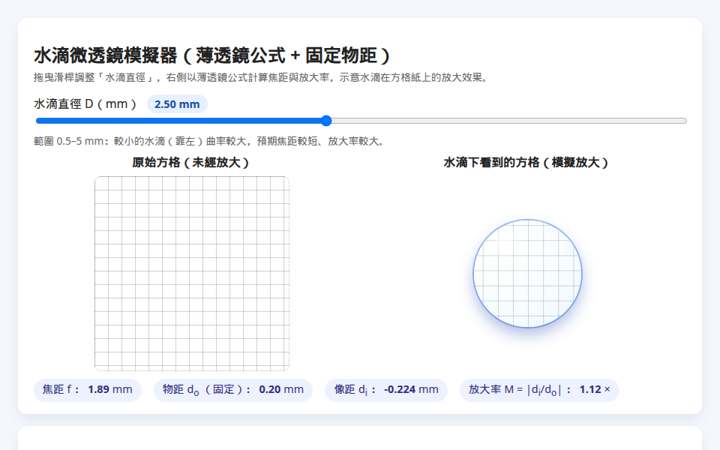 水滴微透鏡模擬器（薄透鏡公式 + 固定物距）
拖曳滑桿調整「水滴直徑」，右側以薄透鏡公式計算焦距與放大率，示意水滴在方格紙上的放大效果。
水滴直徑 D（mm） 2.50 mm
範圍 0.5–5 mm；較小的水滴（靠左）曲率較大，預期焦距較短、放大率較大。
原始方格（未經放大）
水滴下看到的方格（模擬放大）
焦距 f： 1.89 mm 物距 do（固定）： 0.20 mm 像距 di： -0.224 mm 放大率 M = |di/do|： 1.12 ×